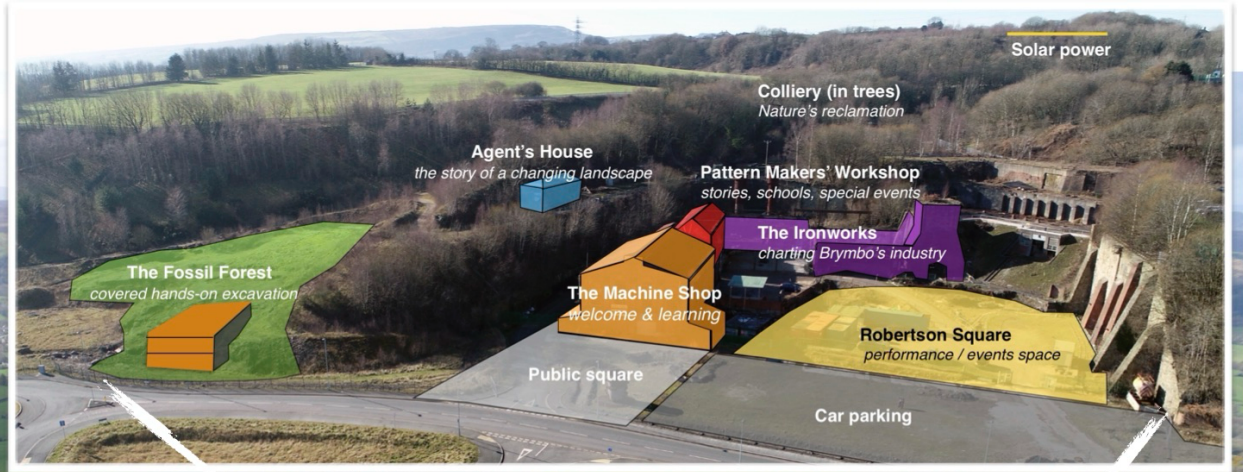 Solar power
Colliery (in trees)
Nature's reclamation
Agent's House
the story of a changing landscape
Pattern Makers' Workshop
stories, schools, special events
The Ironworks
charting Brymbo's industry
The Fossil Forest
covered hands-on excavation
The Machine Shop
welcome & learning
Robertson Square
performance / events space
Public square
Car parking